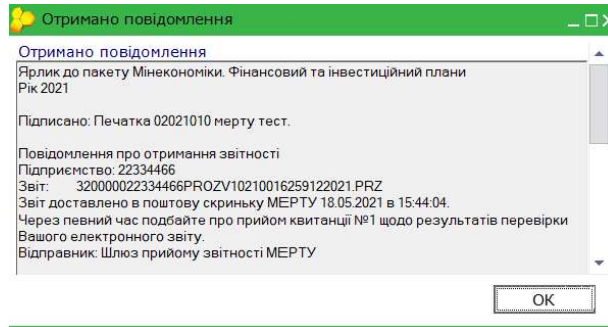 Отримано повідомлення
Отримано повідомлення
Ярлик до пакету Мінекономіки. Фінансовий та інвестиційний плани
Рік 2021
Підписано: Печатка 02021010 мерту тест.
Повідомлення про отримання звітності
Підприємство: 22334466
Звіт: 320000022334466PROZV10210016259122021.PRZ
Звіт доставлено в поштову скриньку МЕРТУ 18.05.2021 в 15:44:04.
Через певний час подбайте про прийом квитанції №1 щодо результатів перевірки
Вашого електронного звіту.
Відправник: Шлюз прийому звітності МЕРТУ
OK